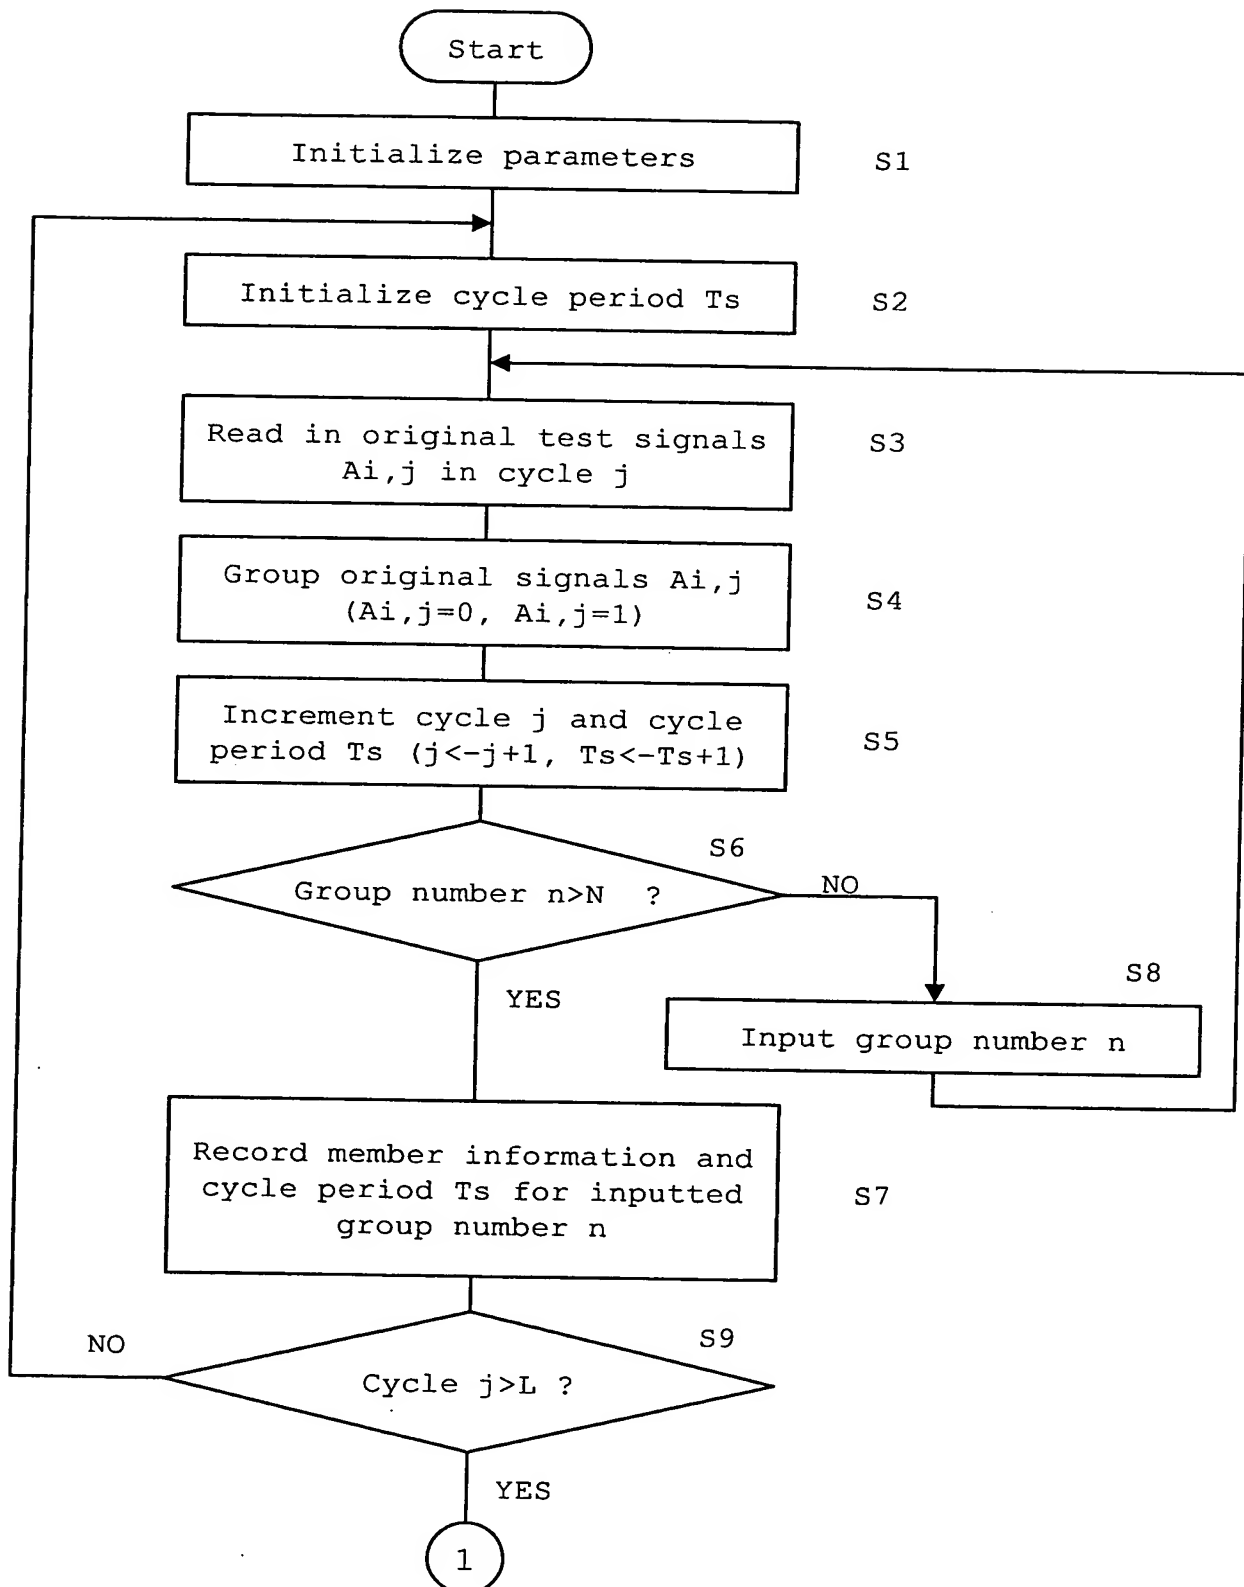 Start
Initialize parameters
S1
Initialize cycle period Ts
S2
Read in original test signals
Ai,j in cycle j
S3
Group original signals Ai,j
(Ai,j=0, Ai,j=1)
S4
Increment cycle j and cycle
period Ts (j<-j+1, Ts<-Ts+1)
S5
S6
Group number n>N ?
NO
YES
S8
Input group number n
Record member information and
cycle period Ts for inputted
group number n
S7
NO
S9
Cycle j>L ?
YES
1